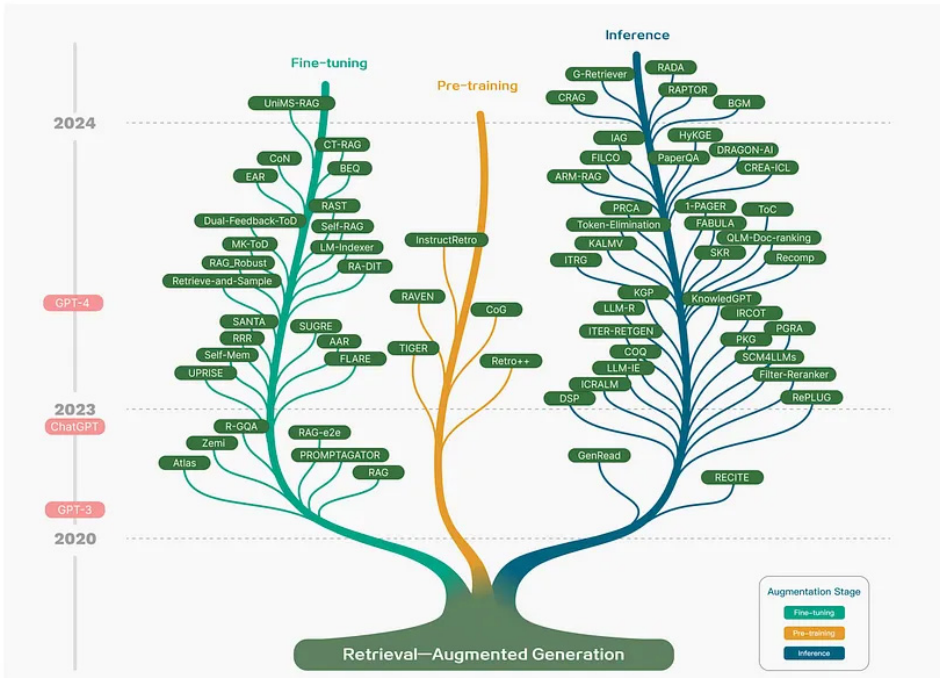 Inference
Fine-tuning
Pre-training
2024
2023
2020
GPT-4
ChatGPT
GPT-3
UniMS-RAG
CT-RAG
CoN
BEQ
EAR
RAST
Dual-Feedback-ToD
Self-RAG
MK-ToD
LM-Indexer
RAG_Robust
RA-DIT
Retrieve-and-Sample
SANTA
SUGRE
RRR
AAR
Self-Mem
FLARE
UPRISE
R-GQA
RAG-e2e
Zemi
PROMPTAGATOR
Atlas
RAG
InstructRetro
RAVEN
CoG
TIGER
Retro++
G-Retriever
RADA
CRAG
RAPTOR
BGM
IAG
HyKGE
FILCO
PaperQA
DRAGON-AI
ARM-RAG
CREA-ICL
PRCA
1-PAGER
ToC
Token-Elimination
FABULA
KALMV
QLM-Doc-ranking
ITRG
SKR
Recomp
KGP
KnowledGPT
LLM-R
IRCOT
ITER-RETGEN
PGRA
COQ
PKG
LLM-IE
SCM4LLMs
ICRALM
Filter-Reranker
DSP
RePLUG
GenRead
RECITE
Retrieval—Augmented Generation
Augmentation Stage
Fine-tuning
Pre-training
Inference